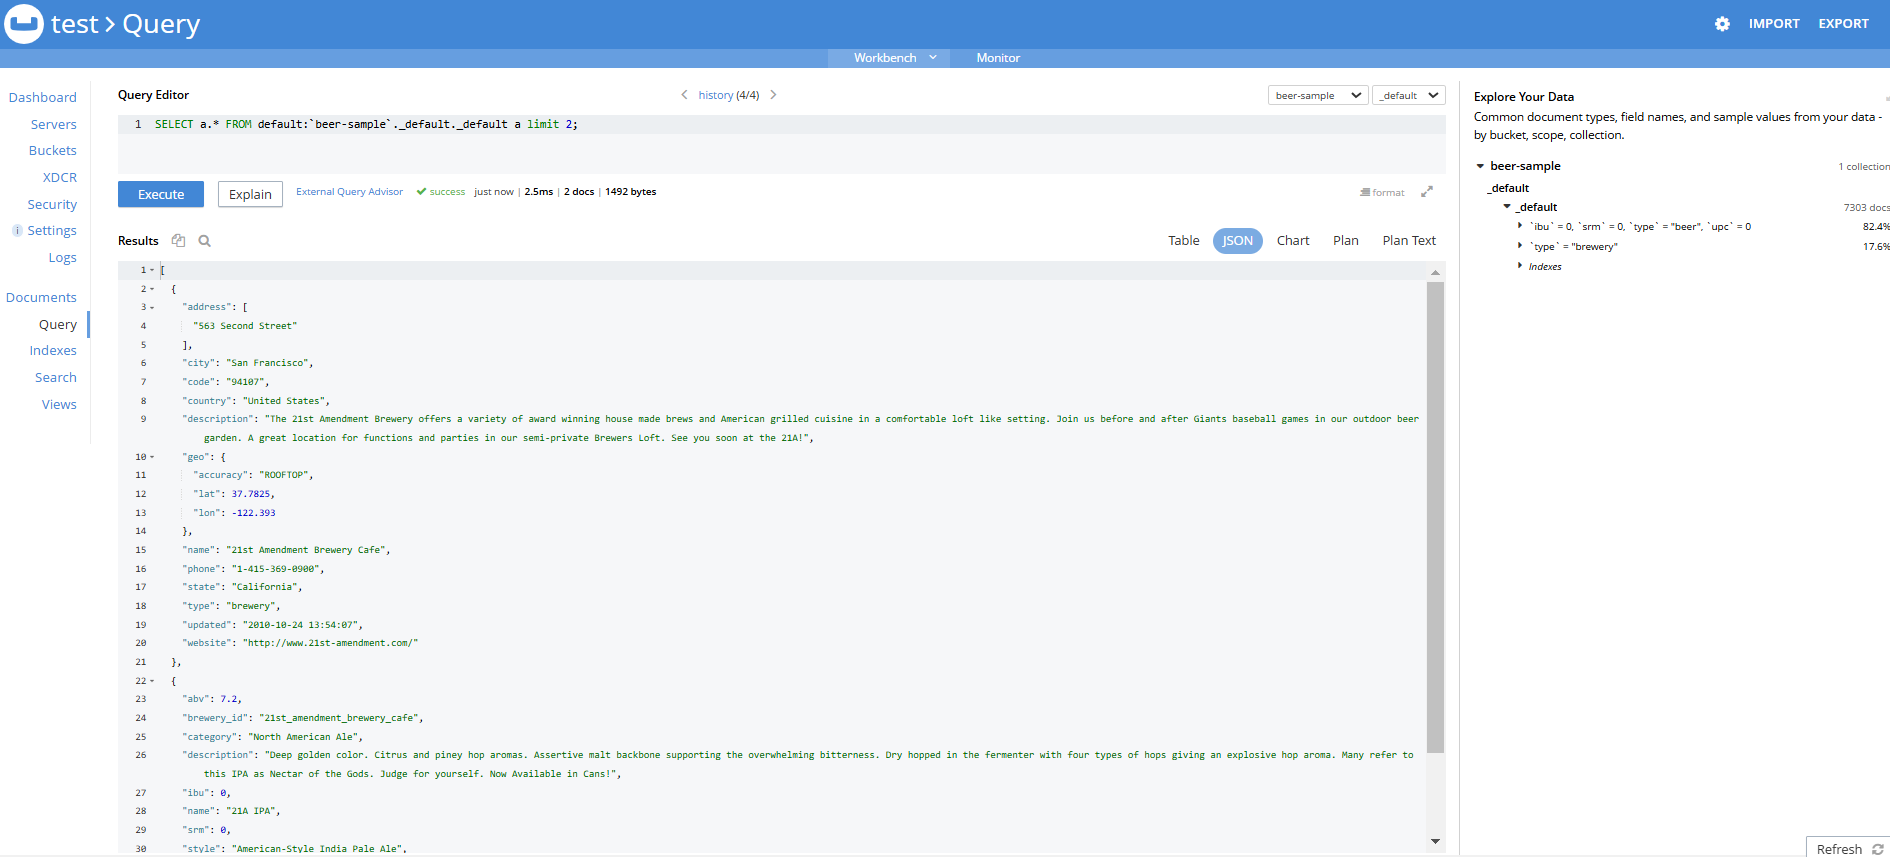 test > Query
IMPORT EXPORT
Workbench Monitor
Dashboard
Servers
Buckets
XDCR
Security
Settings
Logs
Documents
Query
Indexes
Search
Views
Query Editor
< history (4/4) >
beer-sample _default
1 SELECT a.* FROM default:`beer-sample`._default._default a limit 2;
Execute Explain External Query Advisor success just now | 2.5ms | 2 docs | 1492 bytes
format
Results
Table JSON Chart Plan Plan Text
1 [
2 {
3 "address": [
4 "563 Second Street"
5 ],
6 "city": "San Francisco",
7 "code": "94107",
8 "country": "United States",
9 "description": "The 21st Amendment Brewery offers a variety of award winning house made brews and American grilled cuisine in a comfortable loft like setting. Join us before and after Giants baseball games in our outdoor beer
garden. A great location for functions and parties in our semi-private Brewers Loft. See you soon at the 21A!",
10 "geo": {
11 "accuracy": "ROOFTOP",
12 "lat": 37.7825,
13 "lon": -122.393
14 },
15 "name": "21st Amendment Brewery Cafe",
16 "phone": "1-415-369-0900",
17 "state": "California",
18 "type": "brewery",
19 "updated": "2010-10-24 13:54:07",
20 "website": "http://www.21st-amendment.com/"
21 },
22 {
23 "abv": 7.2,
24 "brewery_id": "21st_amendment_brewery_cafe",
25 "category": "North American Ale",
26 "description": "Deep golden color. Citrus and piney hop aromas. Assertive malt backbone supporting the overwhelming bitterness. Dry hopped in the fermenter with four types of hops giving an explosive hop aroma. Many refer to
this IPA as Nectar of the Gods. Judge for yourself. Now Available in Cans!",
27 "ibu": 0,
28 "name": "21A IPA",
29 "srm": 0,
30 "style": "American-Style India Pale Ale",
Explore Your Data
Common document types, field names, and sample values from your data -
by bucket, scope, collection.
beer-sample 1 collection
_default
_default 7303 docs
`ibu` = 0, `srm` = 0, `type` = "beer", `upc` = 0 82.4%
`type` = "brewery" 17.6%
Indexes
Refresh